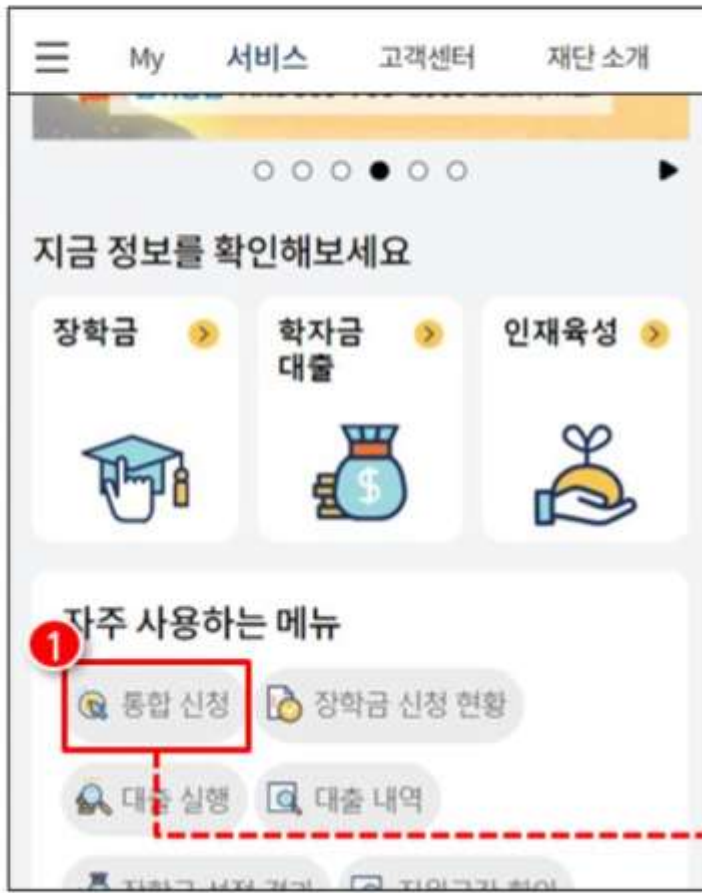 My 서비스 고객센터 재단 소개
지금 정보를 확인해보세요
장학금 학자금 인재육성
대출
$
자주 사용하는 메뉴
1
통합 신청 장학금 신청 현황
대출 실행 대출 내역